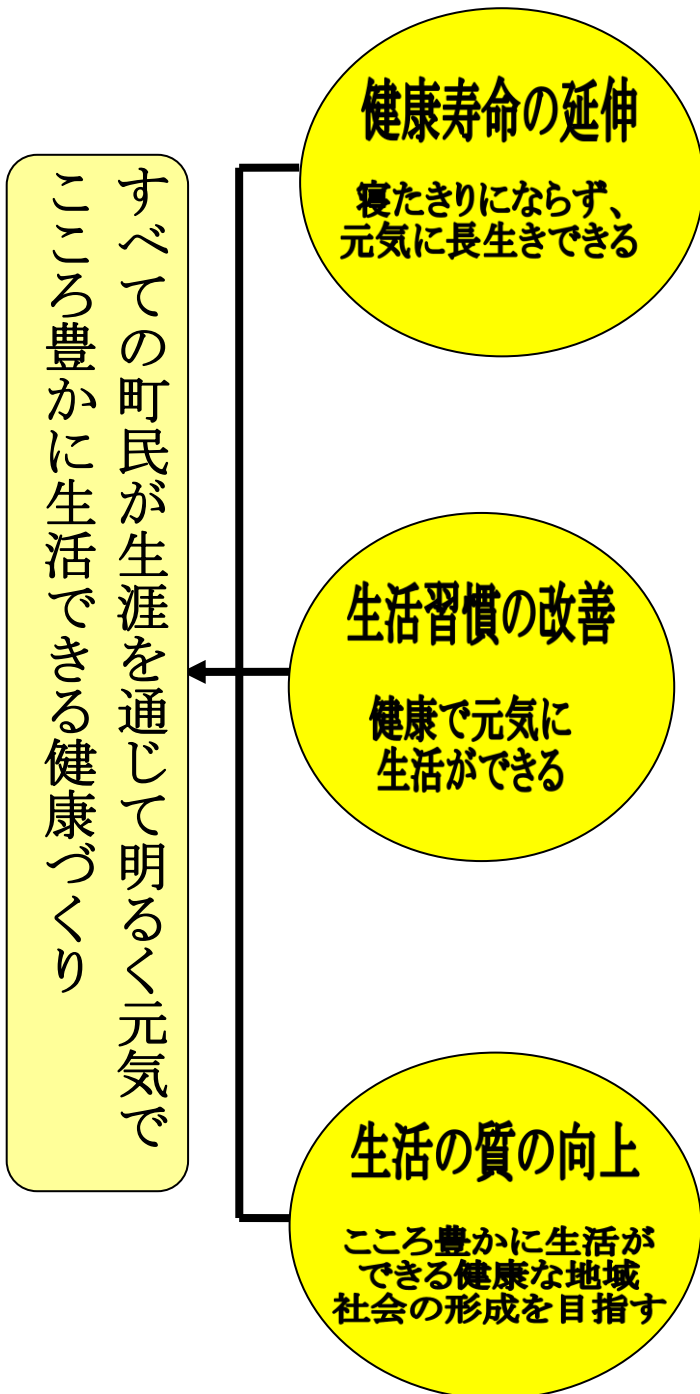 健康寿命の延伸
寝たきりにならず、
元気に長生きできる
すべての町民が生涯を通じて明るく元気で
こころ豊かに生活できる健康づくり
生活習慣の改善
健康で元気に
生活ができる
生活の質の向上
こころ豊かに生活が
できる健康な地域
社会の形成を目指す